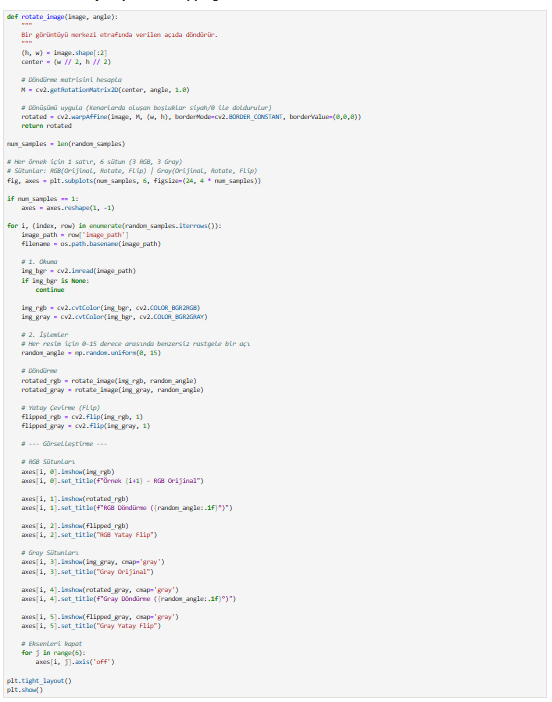 def rotate_image(image, angle):
    """
    Bir görüntüyü merkezi etrafında verilen açıda döndürür.
    """
    (h, w) = image.shape[:2]
    center = (w // 2, h // 2)

    # Döndürme matrisini hesapla
    M = cv2.getRotationMatrix2D(center, angle, 1.0)

    # Dönüşümü uygula (Kenarlarda oluşan boşluklar siyah/0 ile doldurulur)
    rotated = cv2.warpAffine(image, M, (w, h), borderMode=cv2.BORDER_CONSTANT, borderValue=(0,0,0))
    return rotated

num_samples = len(random_samples)

# Her örnek için 1 satır, 6 sütun (3 RGB, 3 Gray)
# Sütunlar: RGB(Orijinal, Rotate, Flip) | Gray(Orijinal, Rotate, Flip)
fig, axes = plt.subplots(num_samples, 6, figsize=(24, 4 * num_samples))

if num_samples == 1:
    axes = axes.reshape(1, -1)

for i, (index, row) in enumerate(random_samples.iterrows()):
    image_path = row['image_path']
    filename = os.path.basename(image_path)

    # 1. Okuma
    img_bgr = cv2.imread(image_path)
    if img_bgr is None:
        continue

    img_rgb = cv2.cvtColor(img_bgr, cv2.COLOR_BGR2RGB)
    img_gray = cv2.cvtColor(img_bgr, cv2.COLOR_BGR2GRAY)

    # 2. İşlemler
    # Her resim için 0-15 derece arasında benzersiz rastgele bir açı
    random_angle = np.random.uniform(0, 15)

    # Döndürme
    rotated_rgb = rotate_image(img_rgb, random_angle)
    rotated_gray = rotate_image(img_gray, random_angle)

    # Yatay Çevirme (Flip)
    flipped_rgb = cv2.flip(img_rgb, 1)
    flipped_gray = cv2.flip(img_gray, 1)

    # --- Görselleştirme ---

    # RGB Sütunları
    axes[i, 0].imshow(img_rgb)
    axes[i, 0].set_title(f"Örnek {i+1} - RGB Orijinal")

    axes[i, 1].imshow(rotated_rgb)
    axes[i, 1].set_title(f"RGB Döndürme ({random_angle:.1f}°)")

    axes[i, 2].imshow(flipped_rgb)
    axes[i, 2].set_title("RGB Yatay Flip")

    # Gray Sütunları
    axes[i, 3].imshow(img_gray, cmap='gray')
    axes[i, 3].set_title("Gray Orijinal")

    axes[i, 4].imshow(rotated_gray, cmap='gray')
    axes[i, 4].set_title(f"Gray Döndürme ({random_angle:.1f}°)")

    axes[i, 5].imshow(flipped_gray, cmap='gray')
    axes[i, 5].set_title("Gray Yatay Flip")

    # Eksenleri kapat
    for j in range(6):
        axes[i, j].axis('off')

plt.tight_layout()
plt.show()